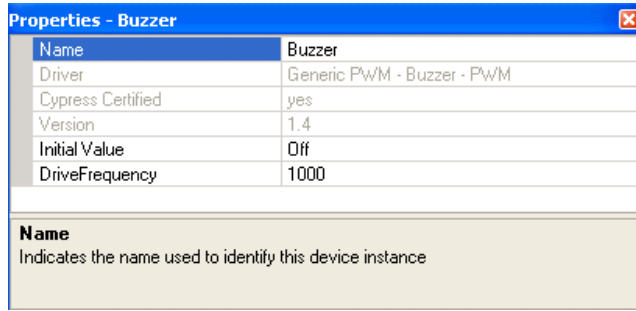 Properties - Buzzer
Name Buzzer
Driver Generic PWM - Buzzer - PWM
Cypress Certified yes
Version 1.4
Initial Value Off
DriveFrequency 1000
Name
Indicates the name used to identify this device instance